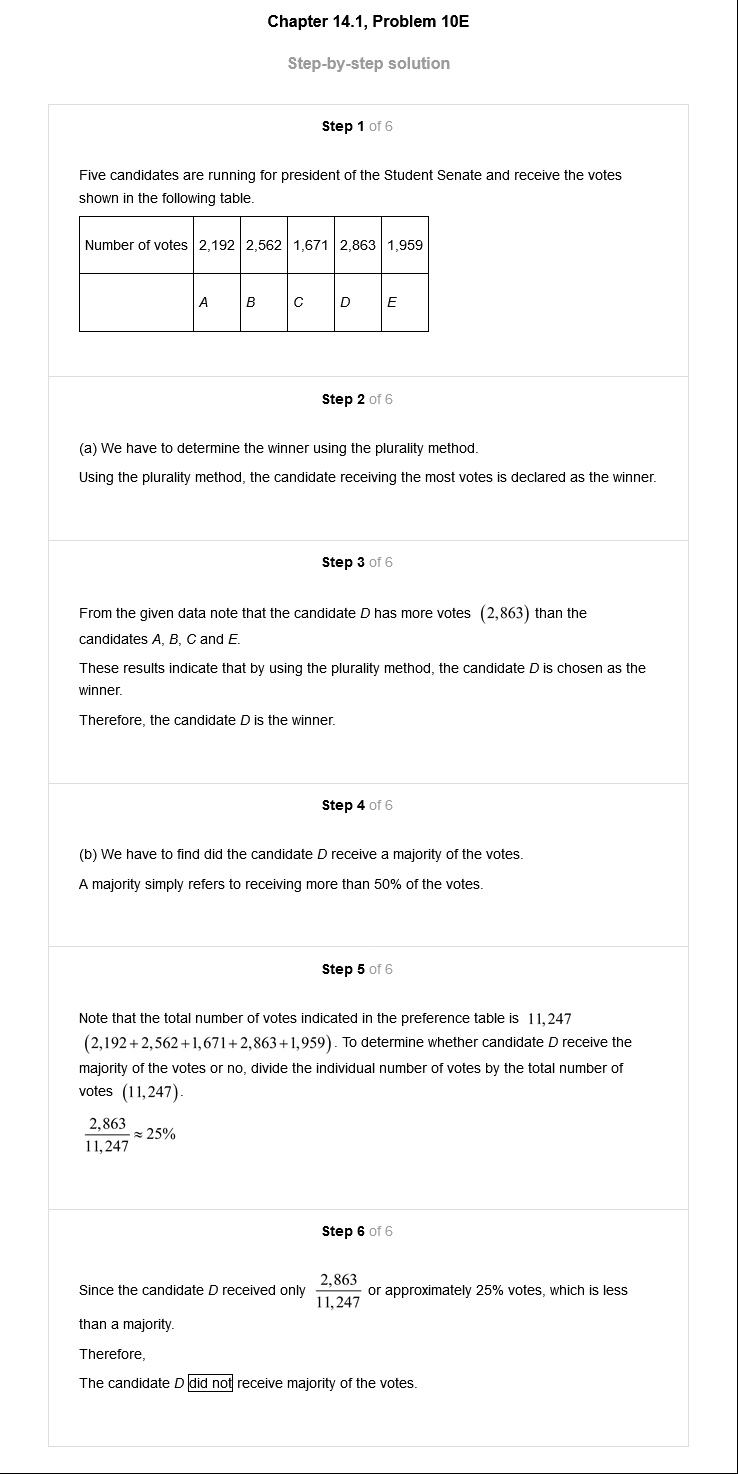 Chapter 14.1, Problem 10E
Step-by-step solution
Step 1 of 6
Five candidates are running for president of the Student Senate and receive the votes
shown in the following table.
Number of votes 2,192 2,562 1,671 2,863 1,959
A B C D E
Step 2 of 6
(a) We have to determine the winner using the plurality method.
Using the plurality method, the candidate receiving the most votes is declared as the winner.
Step 3 of 6
From the given data note that the candidate D has more votes (2,863) than the
candidates A, B, C and E.
These results indicate that by using the plurality method, the candidate D is chosen as the
winner.
Therefore, the candidate D is the winner.
Step 4 of 6
(b) We have to find did the candidate D receive a majority of the votes.
A majority simply refers to receiving more than 50% of the votes.
Step 5 of 6
Note that the total number of votes indicated in the preference table is 11,247
(2,192+2,562+1,671+2,863+1,959). To determine whether candidate D receive the
majority of the votes or no, divide the individual number of votes by the total number of
votes (11,247).
2,863
11,247
≈ 25%
Step 6 of 6
Since the candidate D received only 2,863/11,247 or approximately 25% votes, which is less
than a majority.
Therefore,
The candidate D did not receive majority of the votes.